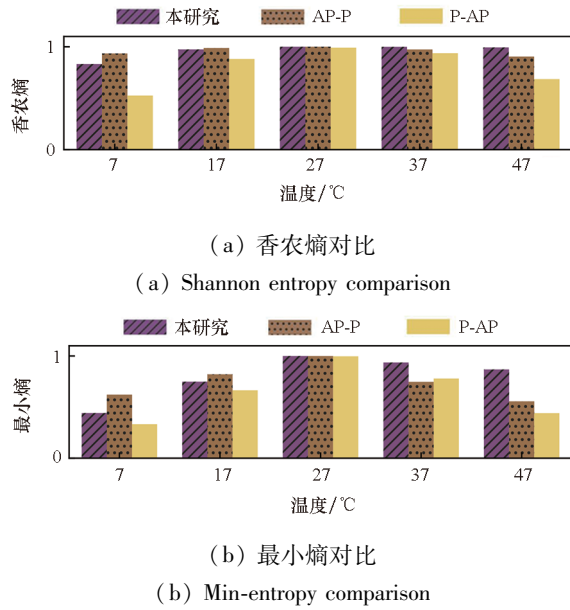 本研究 AP-P P-AP
1
香农熵
0
7 17 27 37 47
温度/℃
(a) 香农熵对比
(a) Shannon entropy comparison
本研究 AP-P P-AP
1
最小熵
0
7 17 27 37 47
温度/℃
(b) 最小熵对比
(b) Min-entropy comparison